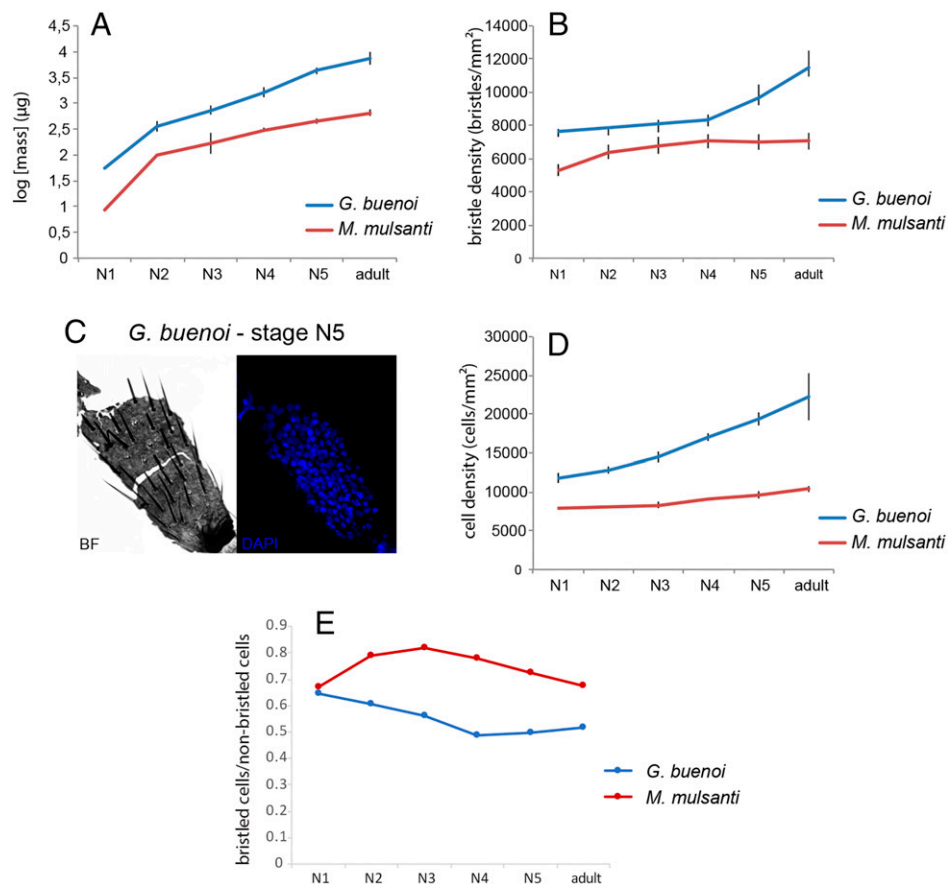 A
4,5
4
3,5
3
2,5
2
1,5
1
0,5
0
log [mass] (µg)
N1 N2 N3 N4 N5 adult
G. buenoi
M. mulsanti
B
14000
12000
10000
8000
6000
4000
2000
0
bristle density (bristles/mm²)
N1 N2 N3 N4 N5 adult
G. buenoi
M. mulsanti
C G. buenoi - stage N5
BF
DAPI
D
30000
25000
20000
15000
10000
5000
0
cell density (cells/mm²)
N1 N2 N3 N4 N5 adult
G. buenoi
M. mulsanti
E
0.9
0.8
0.7
0.6
0.5
0.4
0.3
0.2
0.1
0
bristled cells/non-bristled cells
N1 N2 N3 N4 N5 adult
G. buenoi
M. mulsanti